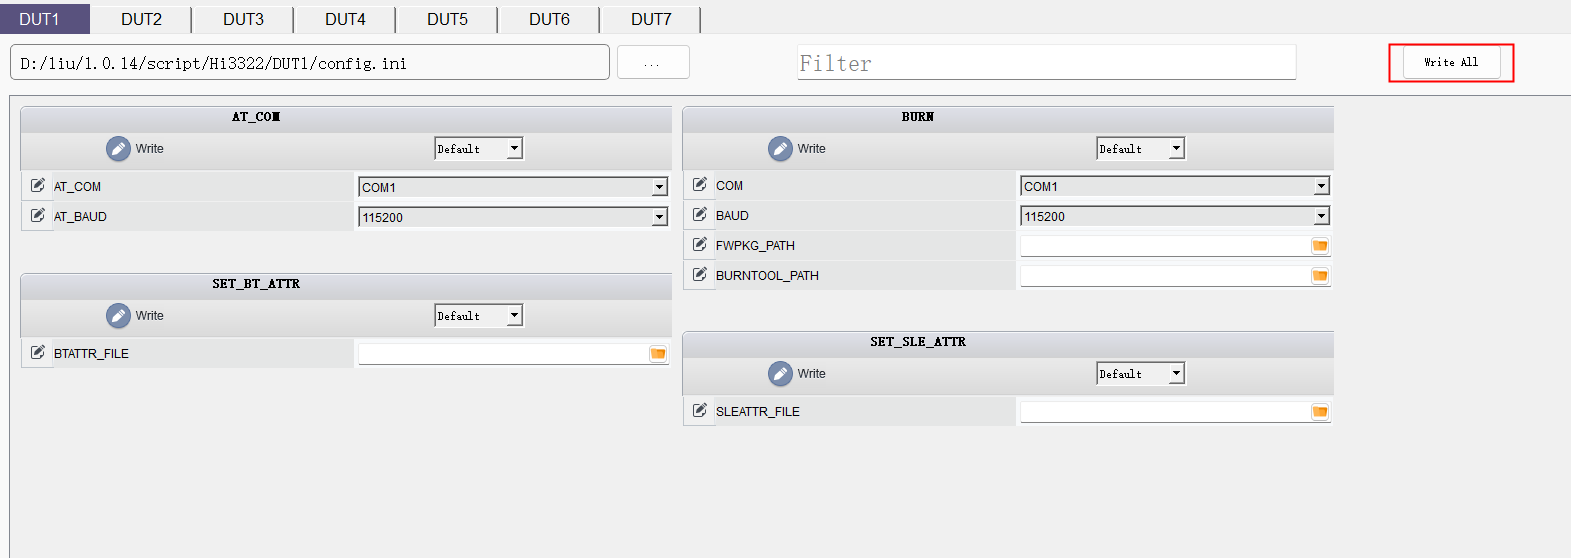 DUT1 DUT2 DUT3 DUT4 DUT5 DUT6 DUT7
D:/liu/1.0.14/script/Hi3322/DUT1/config.ini ... Filter Write All
AT_COM
Write Default
AT_COM COM1
AT_BAUD 115200
SET_BT_ATTR
Write Default
BTATTR_FILE
BURN
Write Default
COM COM1
BAUD 115200
FWPKG_PATH
BURNTOOL_PATH
SET_SLE_ATTR
Write Default
SLEATTR_FILE